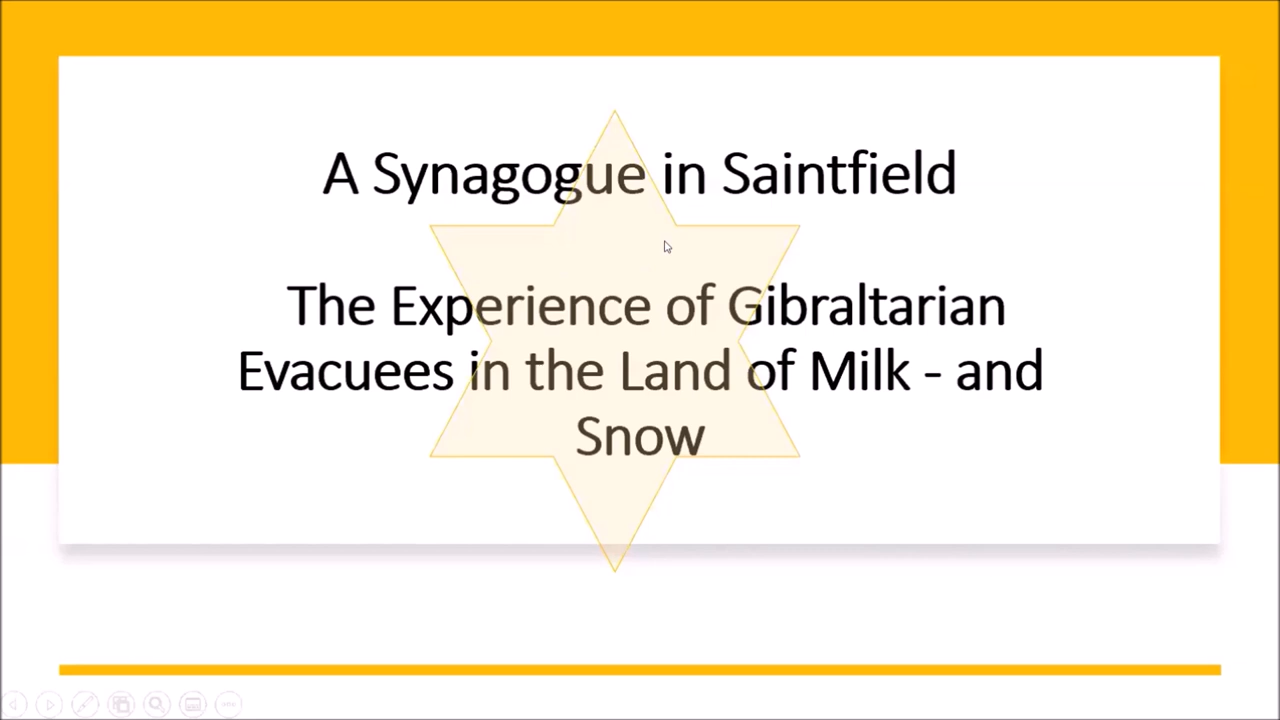 A Synagogue in Saintfield
The Experience of Gibraltarian
Evacuees in the Land of Milk - and
Snow